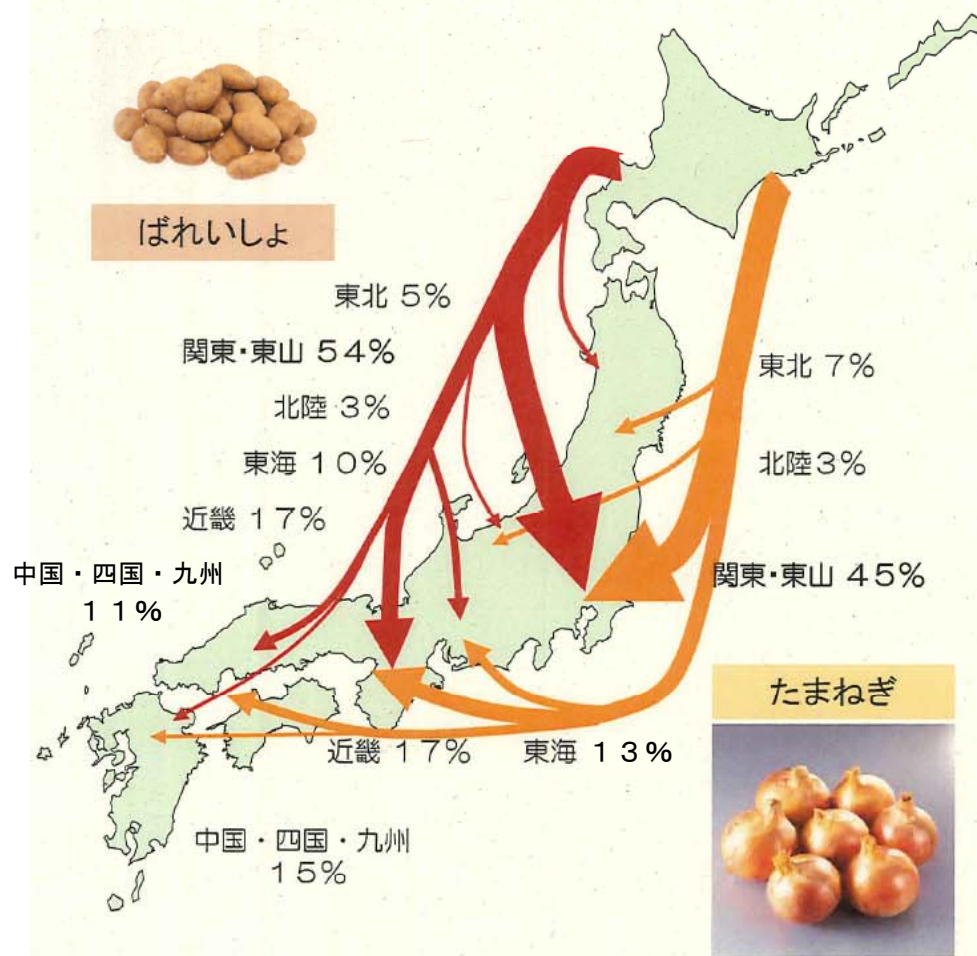 ばれいしょ
東北 5%
関東・東山 54%
北陸 3%
東海 10%
近畿 17%
中国・四国・九州
11%
東北 7%
北陸3%
関東・東山 45%
たまねぎ
近畿 17%
東海 13%
中国・四国・九州
15%